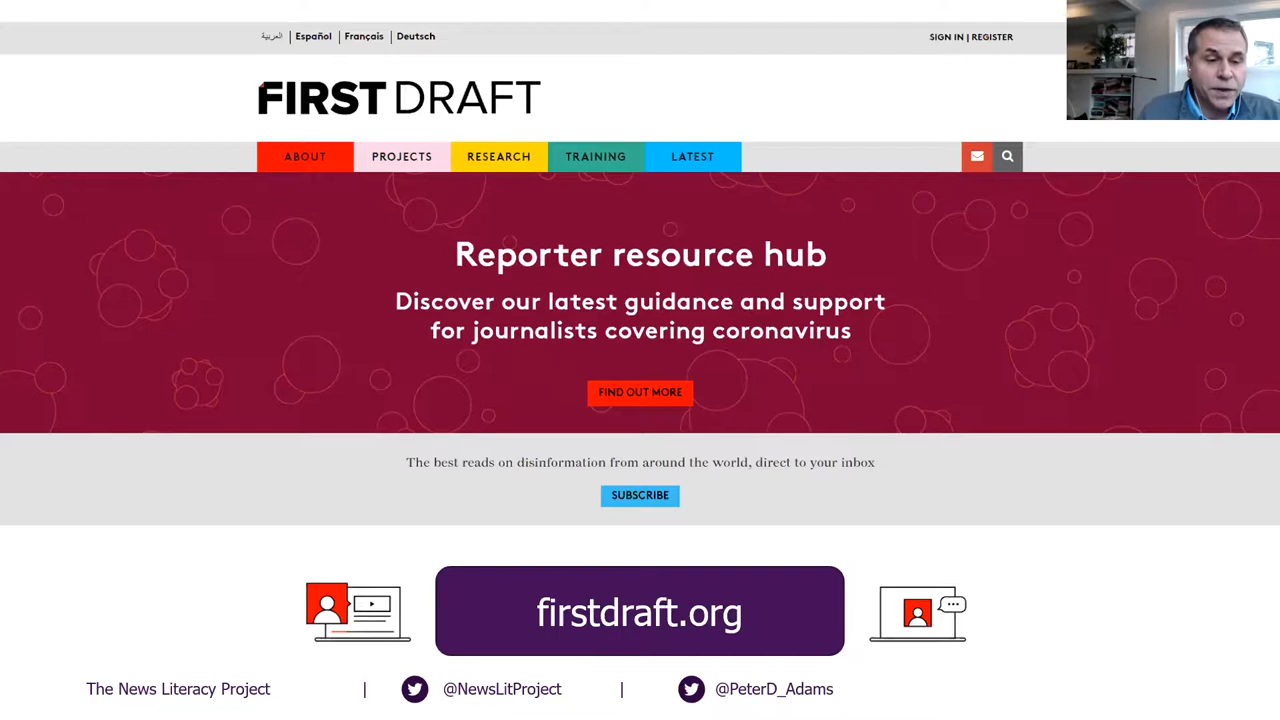 العربية | Español | Français | Deutsch
SIGN IN | REGISTER
FIRST DRAFT
ABOUT PROJECTS RESEARCH TRAINING LATEST
Reporter resource hub
Discover our latest guidance and support
for journalists covering coronavirus
FIND OUT MORE
The best reads on disinformation from around the world, direct to your inbox
SUBSCRIBE
firstdraft.org
The News Literacy Project | @NewsLitProject | @PeterD_Adams